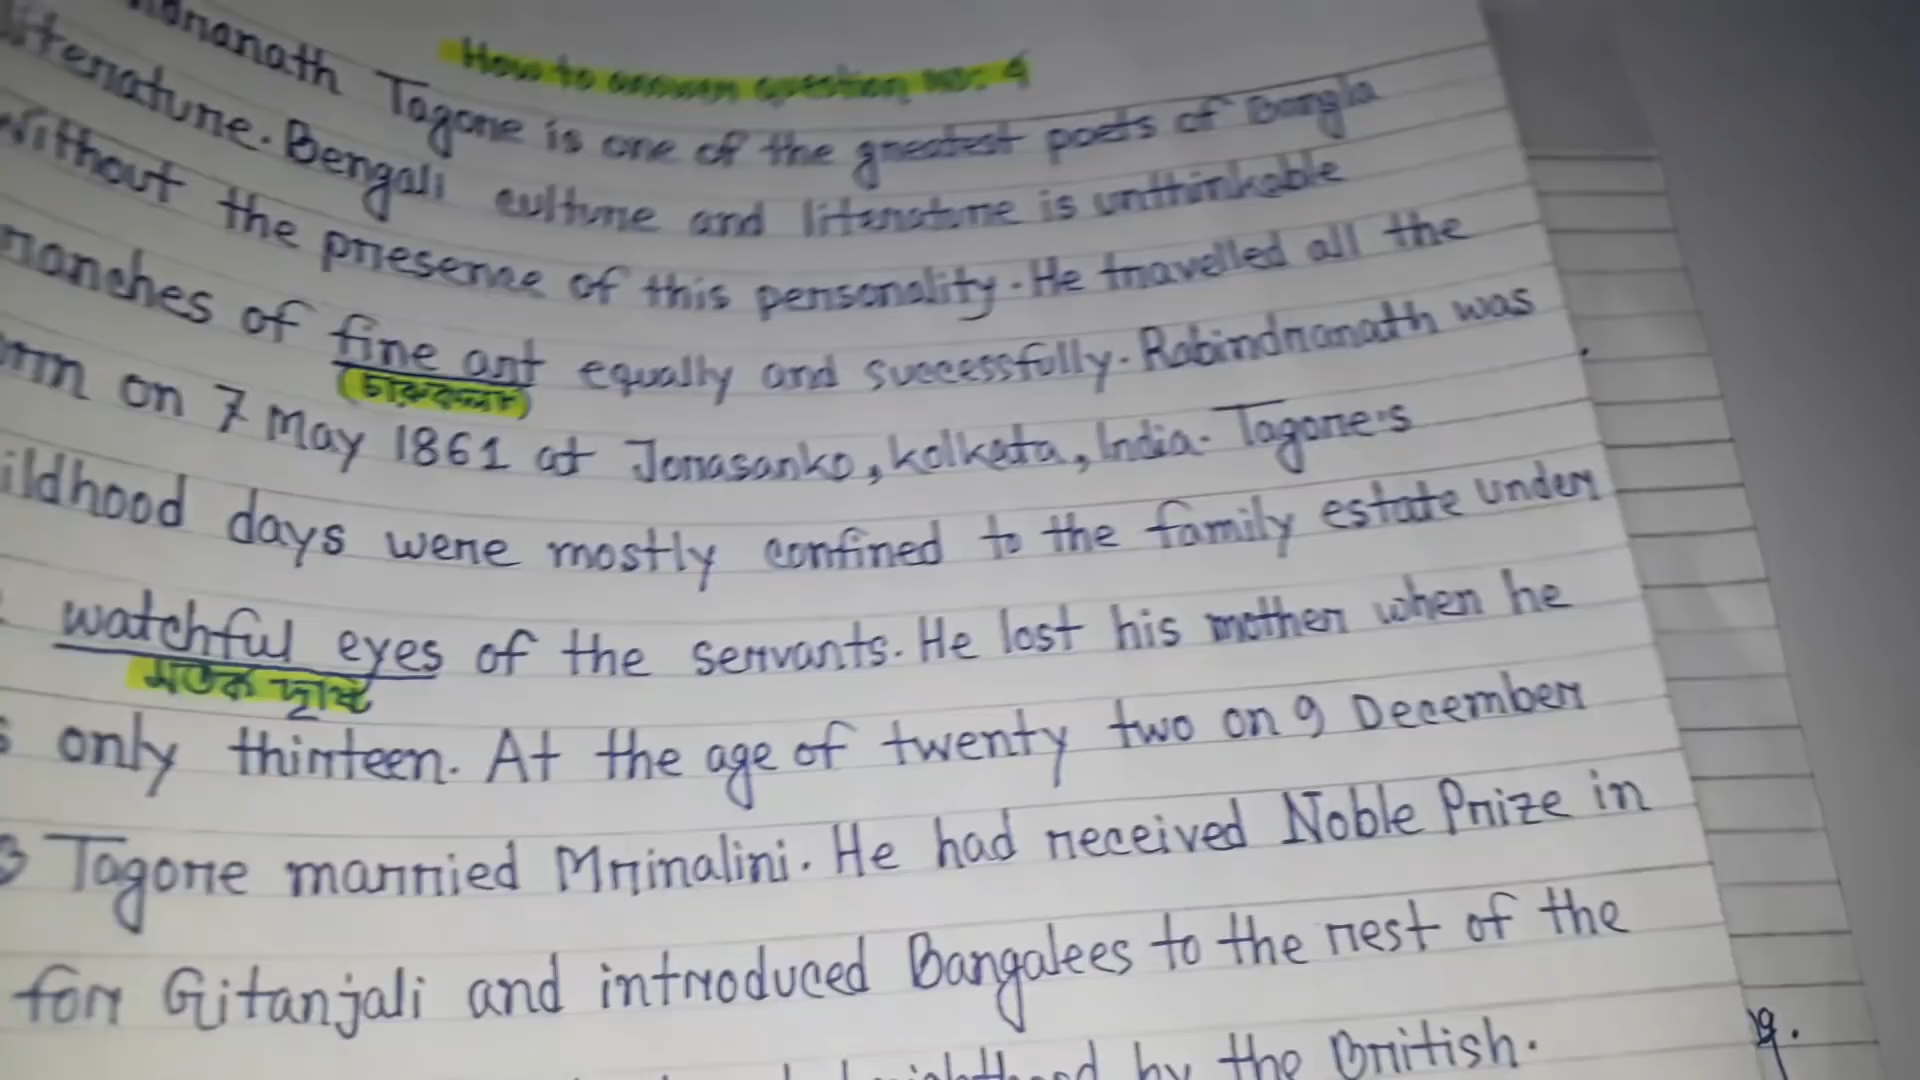 How to answer question no: 4
Tagore is one of the greatest poets of Bangla
literature. Bengali culture and literature is unthinkable
Without the presence of this personality. He travelled all the
ranches of fine art equally and successfully. Rabindranath was
চারুকলা
on 7 May 1861 at Jorasanko, kolkata, India. Tagore's
ildhood days were mostly confined to the family estate under
watchful eyes of the servants. He lost his mother when he
সতর্ক দৃষ্টি
only thirteen. At the age of twenty two on 9 December
3 Tagore married Mrinalini. He had received Noble Prize in
for Gitanjali and introduced Bangalees to the rest of the
by the British.